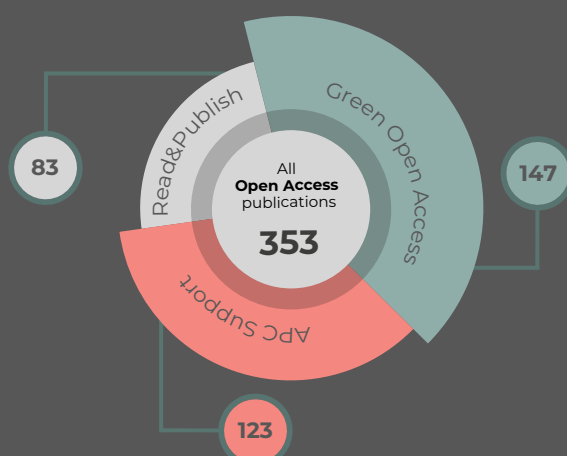 Read&Publish
Green Open Access
83
147
All
Open Access
publications
353
APC Support
123